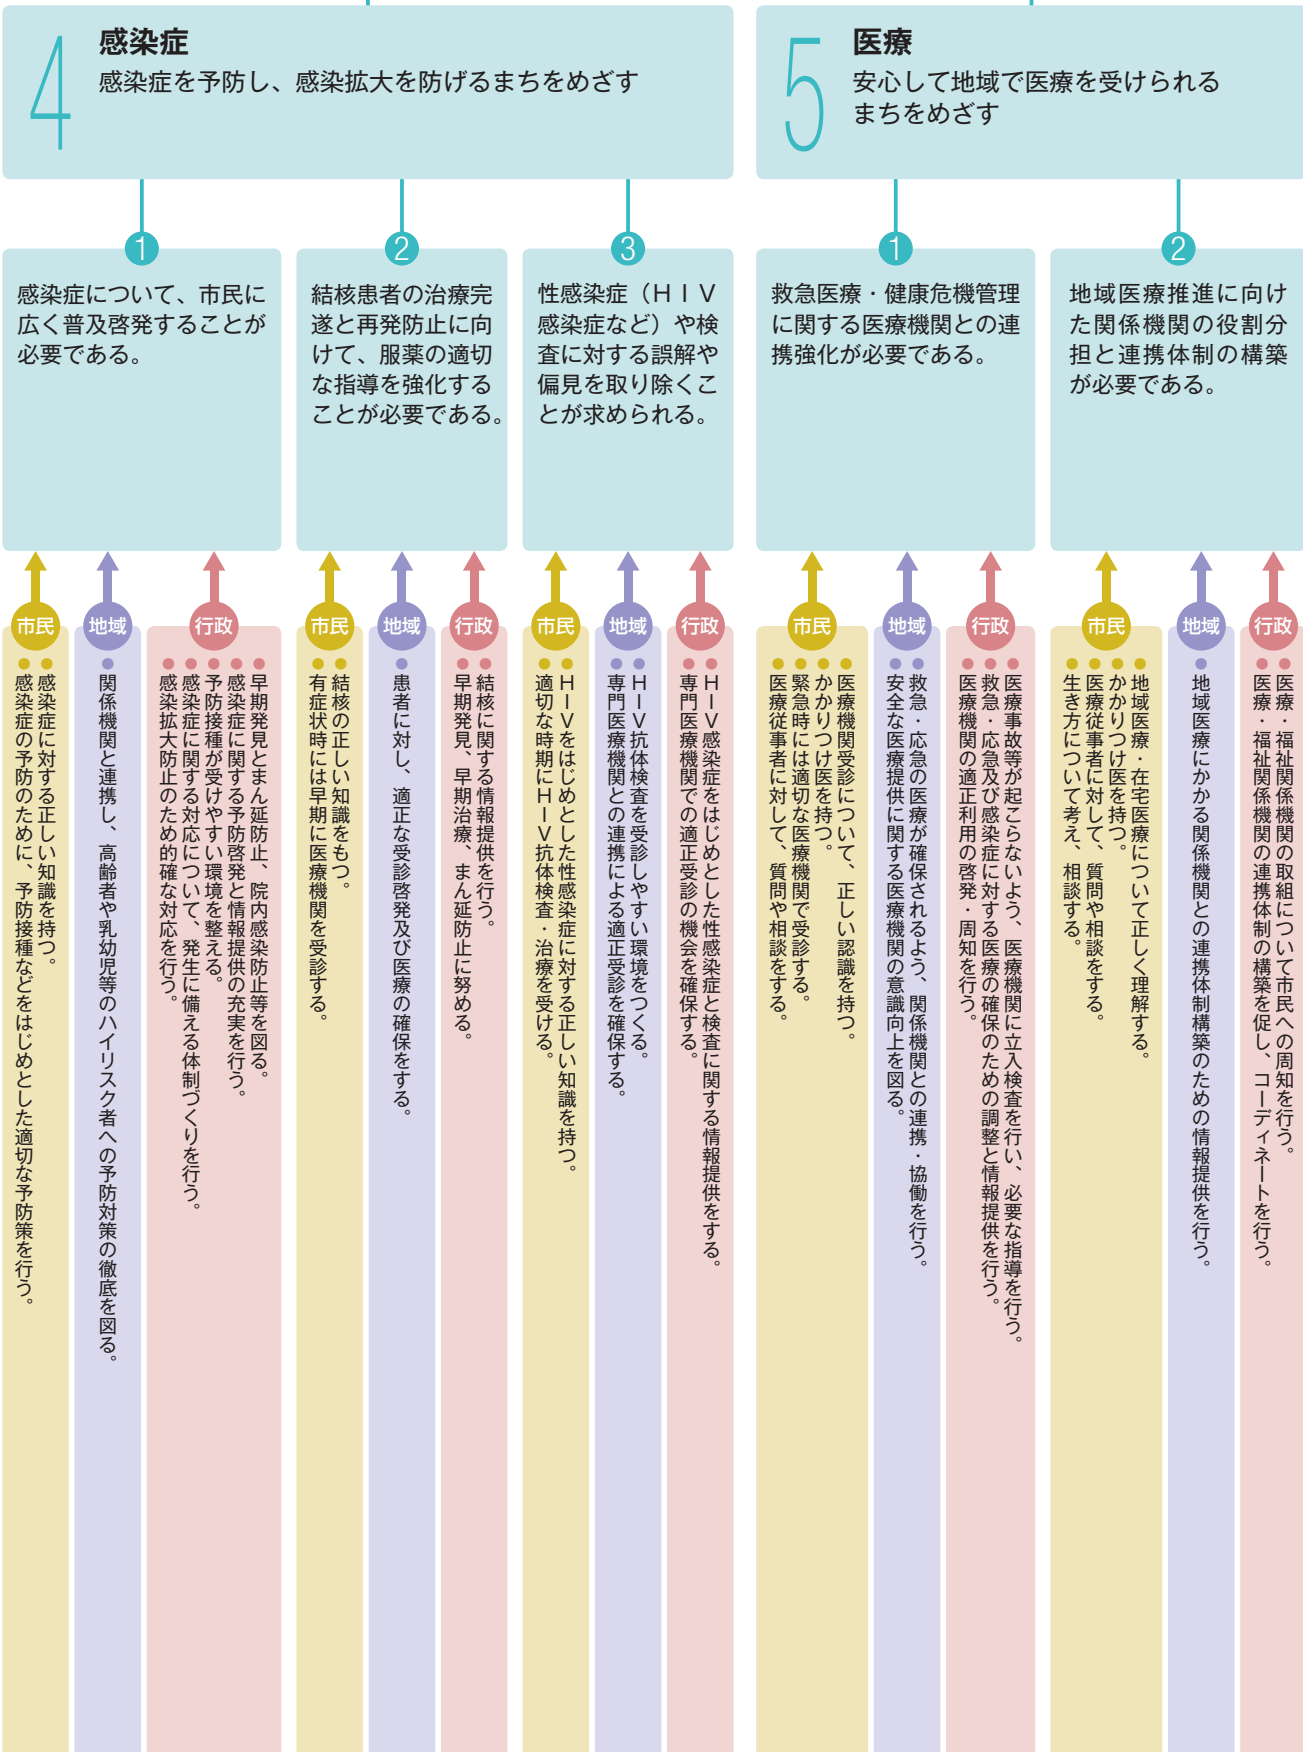 4
感染症
感染症を予防し、感染拡大を防げるまちをめざす
1
感染症について、市民に
広く普及啓発することが
必要である。
市民
感染症に対する正しい知識を持つ。
感染症の予防のために、予防接種などをはじめとした適切な予防策を行う。
地域
関係機関と連携し、高齢者や乳幼児等のハイリスク者への予防対策の徹底を図る。
行政
早期発見とまん延防止、院内感染防止等を図る。
感染症に関する予防啓発と情報提供の充実を行う。
予防接種が受けやすい環境を整える。
感染症に関する対応について、発生に備える体制づくりを行う。
感染拡大防止のため的確な対応を行う。
2
結核患者の治療完
遂と再発防止に向
けて、服薬の適切
な指導を強化する
ことが必要である。
市民
結核の正しい知識をもつ。
有症状時には早期に医療機関を受診する。
地域
患者に対し、適正な受診啓発及び医療の確保をする。
行政
結核に関する情報提供を行う。
早期発見、早期治療、まん延防止に努める。
3
性感染症（ＨＩＶ
感染症など）や検
査に対する誤解や
偏見を取り除くこ
とが求められる。
市民
ＨＩＶをはじめとした性感染症に対する正しい知識を持つ。
適切な時期にＨＩＶ抗体検査・治療を受ける。
地域
ＨＩＶ抗体検査を受診しやすい環境をつくる。
専門医療機関との連携による適正受診を確保する。
行政
ＨＩＶ感染症をはじめとした性感染症と検査に関する情報提供をする。
専門医療機関での適正受診の機会を確保する。
5
医療
安心して地域で医療を受けられる
まちをめざす
1
救急医療・健康危機管理
に関する医療機関との連
携強化が必要である。
市民
医療機関受診について、正しい認識を持つ。
かかりつけ医を持つ。
緊急時には適切な医療機関で受診する。
医療従事者に対して、質問や相談をする。
地域
救急・応急の医療が確保されるよう、関係機関との連携・協働を行う。
安全な医療提供に関する医療機関の意識向上を図る。
行政
医療事故等が起こらないよう、医療機関に立入検査を行い、必要な指導を行う。
救急・応急及び感染症に対する医療の確保のための調整と情報提供を行う。
医療機関の適正利用の啓発・周知を行う。
2
地域医療推進に向け
た関係機関の役割分
担と連携体制の構築
が必要である。
市民
地域医療・在宅医療について正しく理解する。
かかりつけ医を持つ。
医療従事者に対して、質問や相談をする。
生き方について考え、相談する。
地域
地域医療にかかる関係機関との連携体制構築のための情報提供を行う。
行政
医療・福祉関係機関の取組について市民への周知を行う。
医療・福祉関係機関の連携体制の構築を促し、コーディネートを行う。